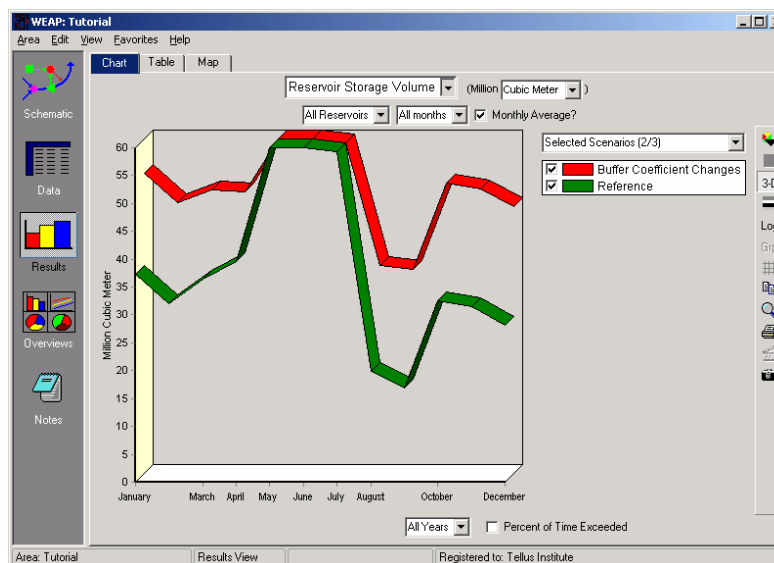 WEAP: Tutorial
Area Edit View Favorites Help
Chart Table Map
Schematic
Data
Results
Overviews
Notes
Reservoir Storage Volume (Million Cubic Meter )
All Reservoirs All months Monthly Average?
Selected Scenarios (2/3)
Buffer Coefficient Changes
Reference
3-D
Log
Million Cubic Meter
60
55
50
45
40
35
30
25
20
15
10
5
0
January March April May June July August October December
All Years Percent of Time Exceeded
Area: Tutorial Results View Registered to: Tellus Institute